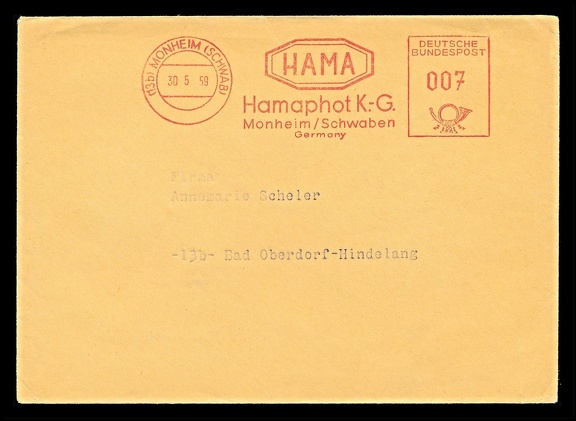 (13b) MONHEIM (SCHWAB)
30 5 59
HAMA
Hamaphot K.-G.
Monheim/Schwaben
Germany
DEUTSCHE
BUNDESPOST
007
Firma
Annemarie Scheler
-13b- Bad Oberdorf-Hindelang